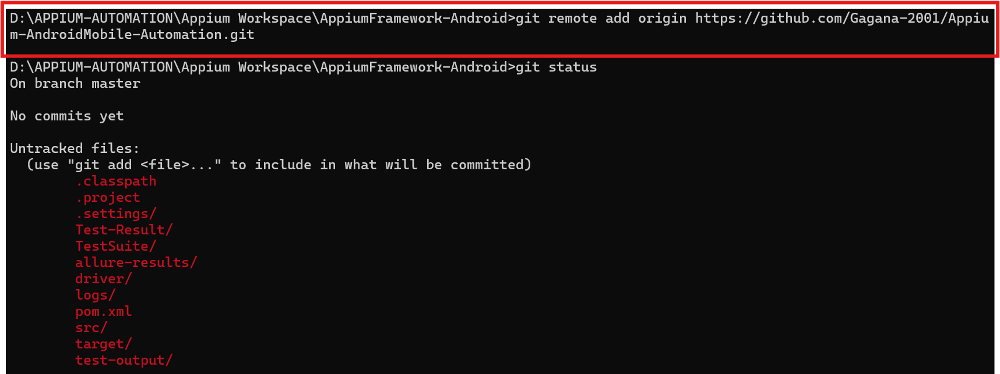 D:\APPIUM-AUTOMATION\Appium Workspace\AppiumFramework-Android>git remote add origin https://github.com/Gagana-2001/Appiu
m-AndroidMobile-Automation.git
D:\APPIUM-AUTOMATION\Appium Workspace\AppiumFramework-Android>git status
On branch master
No commits yet
Untracked files:
  (use "git add <file>..." to include in what will be committed)
        .classpath
        .project
        .settings/
        Test-Result/
        TestSuite/
        allure-results/
        driver/
        logs/
        pom.xml
        src/
        target/
        test-output/